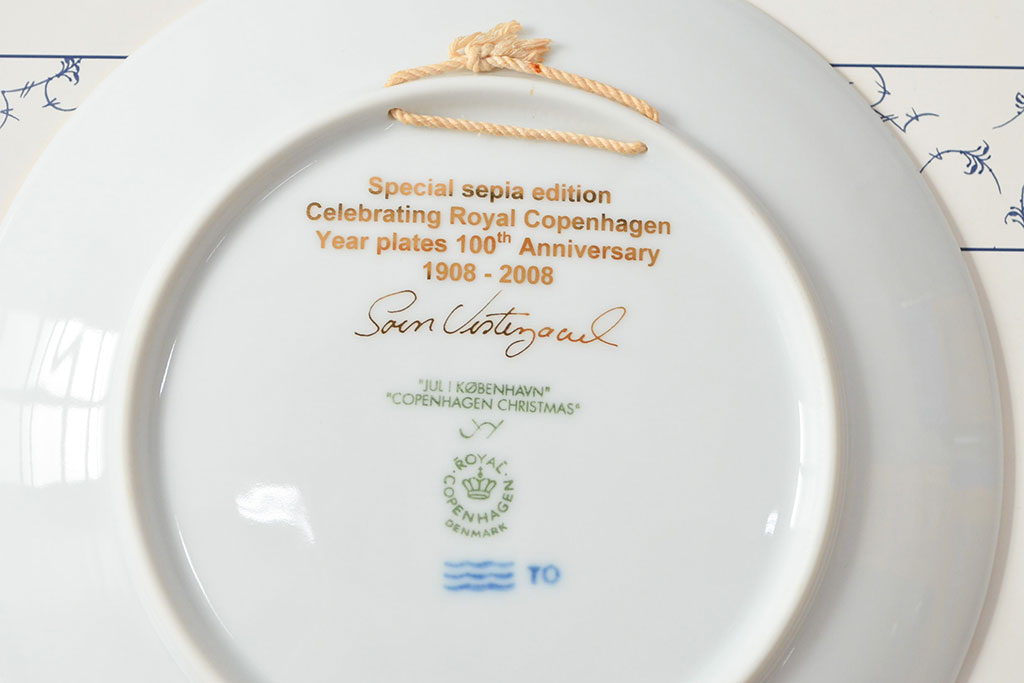 Special sepia edition
Celebrating Royal Copenhagen
Year plates 100th Anniversary
1908 - 2008
"JUL I KØBENHAVN"
"COPENHAGEN CHRISTMAS"
ROYAL
COPENHAGEN
DENMARK
TO